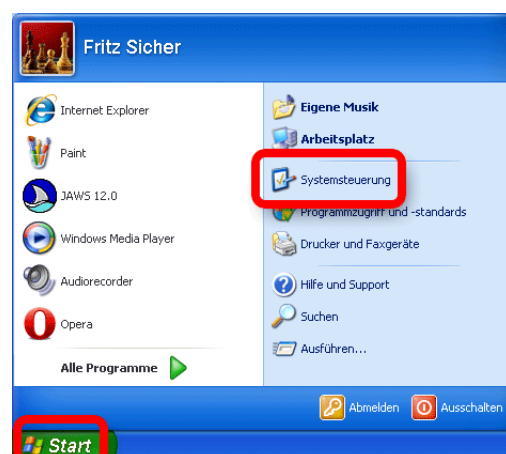 Fritz Sicher
Internet Explorer
Paint
JAWS 12.0
Windows Media Player
Audiorecorder
Opera
Alle Programme
Eigene Musik
Arbeitsplatz
Systemsteuerung
Programmzugriff und -standards
Drucker und Faxgeräte
Hilfe und Support
Suchen
Ausführen...
Abmelden
Ausschalten
Start